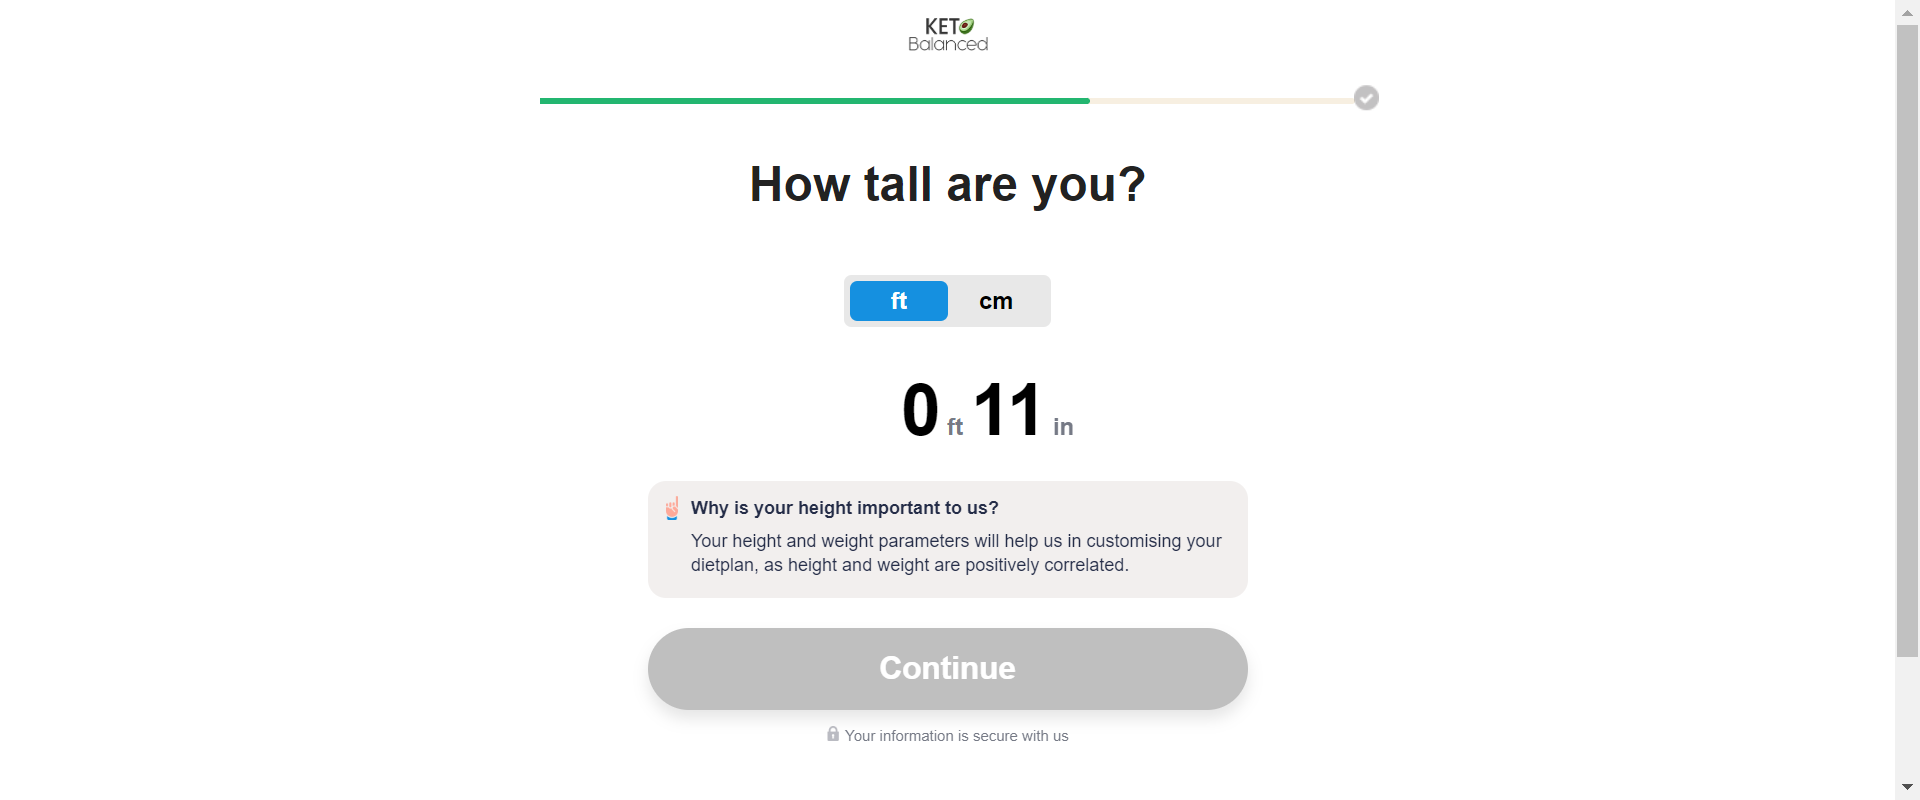 KETO
Balanced
How tall are you?
ft cm
0 ft 11 in
Why is your height important to us?
Your height and weight parameters will help us in customising your
dietplan, as height and weight are positively correlated.
Continue
Your information is secure with us